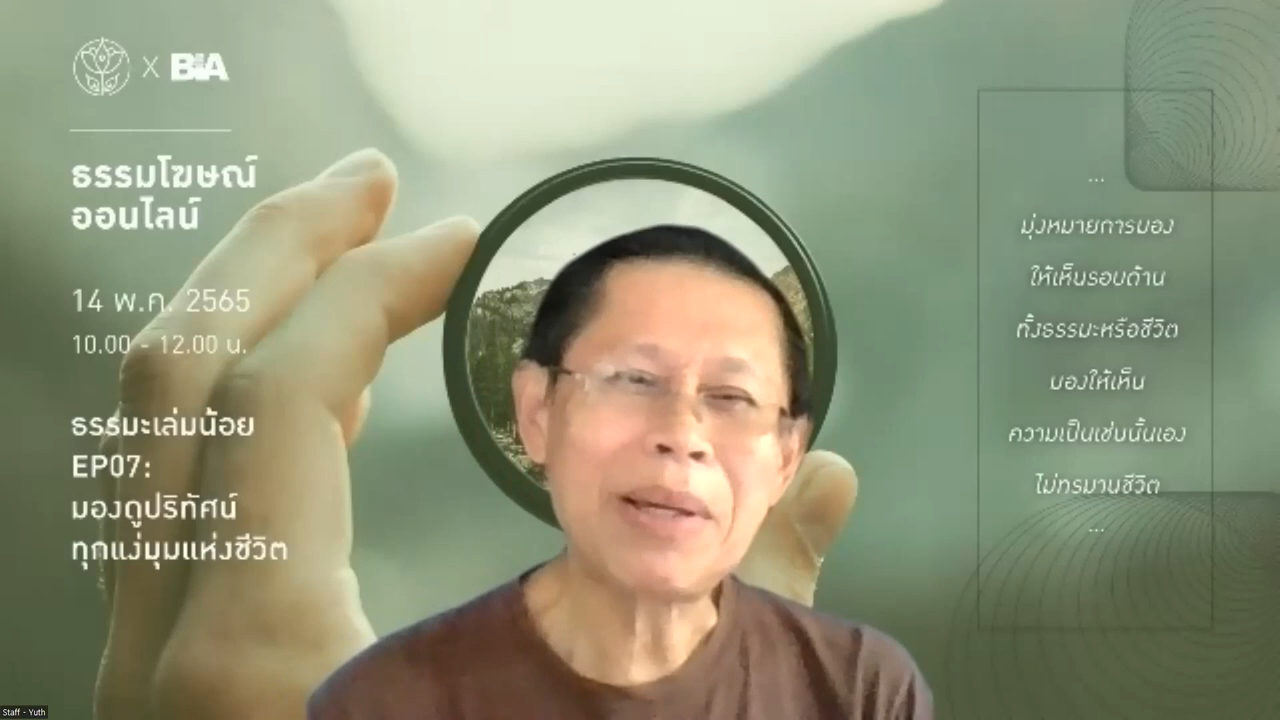 X BIA
ธรรมโฆษณ์
ออนไลน์
14 พ.ค. 2565
10.00 - 12.00 น.
ธรรมะเล่มน้อย
EP07:
มองดูปริทัศน์
ทุกแง่มุมแห่งชีวิต
...
มุ่งหมายการมอง
ให้เห็นรอบด้าน
ทั้งธรรมะหรือชีวิต
มองให้เห็น
ความเป็นเช่นนั้นเอง
ไม่ทรมานชีวิต
...
Staff - Yuth